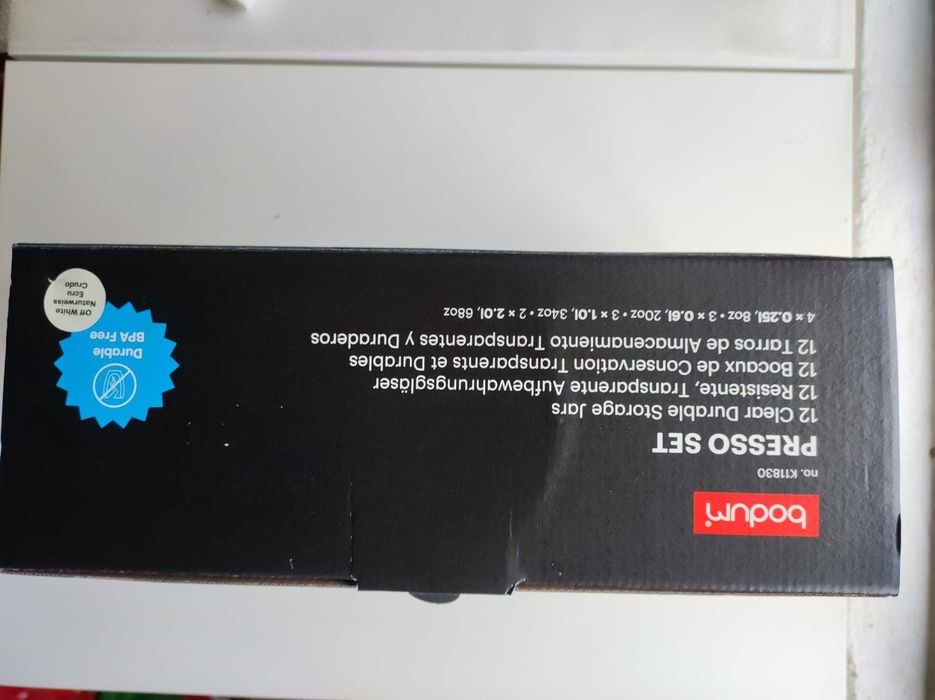 bodum®
no. K11830
PRESSO SET
12 Clear Durable Storage Jars
12 Resistente, Transparente Aufbewahrungsgläser
12 Bocaux de Conservation Transparents et Durables
12 Tarros de Almacenamiento Transparentes y Duraderos
4 × 0.25l, 8oz • 3 × 0.6l, 20oz • 3 × 1.0l, 34oz • 2 × 2.0l, 68oz
Durable
BPA Free
Off White
Naturweiss
Ecru
Crudo